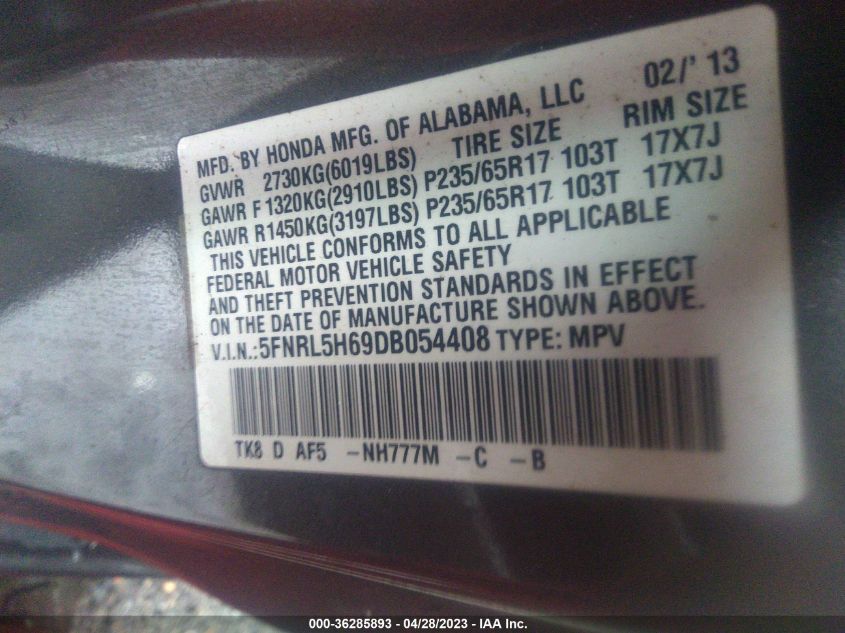 MFD. BY HONDA MFG. OF ALABAMA, LLC 02/' 13
GVWR 2730KG(6019LBS) TIRE SIZE RIM SIZE
GAWR F 1320KG(2910LBS) P235/65R17 103T 17X7J
GAWR R1450KG(3197LBS) P235/65R17 103T 17X7J
THIS VEHICLE CONFORMS TO ALL APPLICABLE
FEDERAL MOTOR VEHICLE SAFETY
AND THEFT PREVENTION STANDARDS IN EFFECT
ON THE DATE OF MANUFACTURE SHOWN ABOVE.
V.I.N.:5FNRL5H69DB054408 TYPE: MPV
TK8 D AF5 -NH777M -C -B
000-36285893 - 04/28/2023 - IAA Inc.